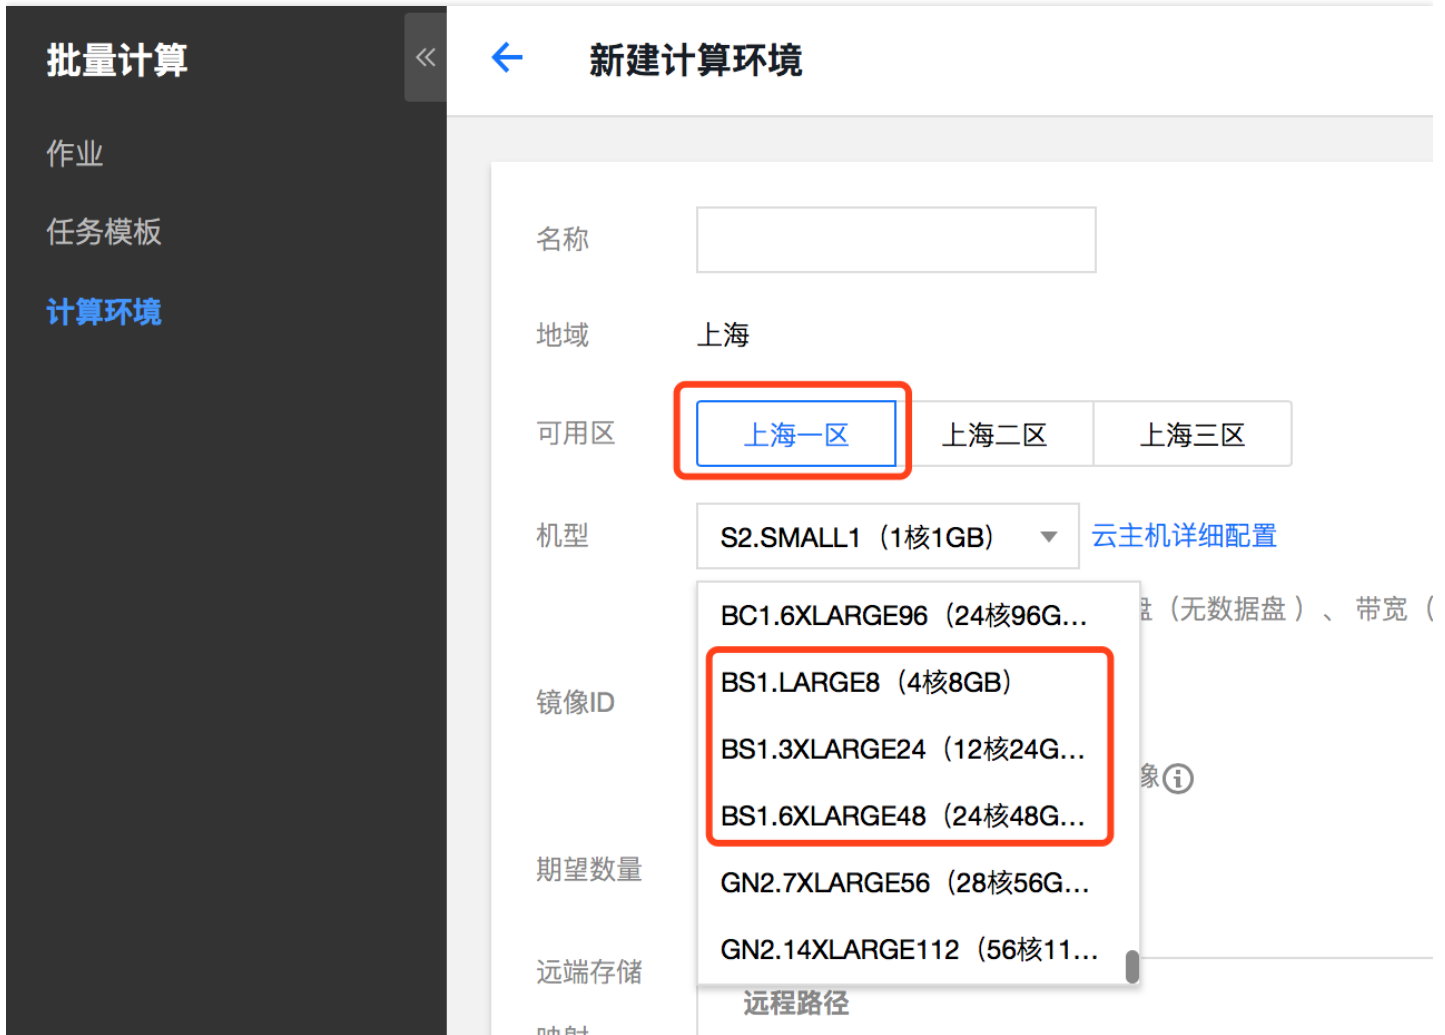 批量计算
作业
任务模板
计算环境
新建计算环境
名称
地域 上海
可用区 上海一区 上海二区 上海三区
机型 S2.SMALL1（1核1GB） 云主机详细配置
BC1.6XLARGE96（24核96G...
盘（无数据盘）、 带宽（
BS1.LARGE8（4核8GB）
镜像ID
BS1.3XLARGE24（12核24G...
像
BS1.6XLARGE48（24核48G...
期望数量
GN2.7XLARGE56（28核56G...
GN2.14XLARGE112（56核11...
远端存储
映射
远程路径